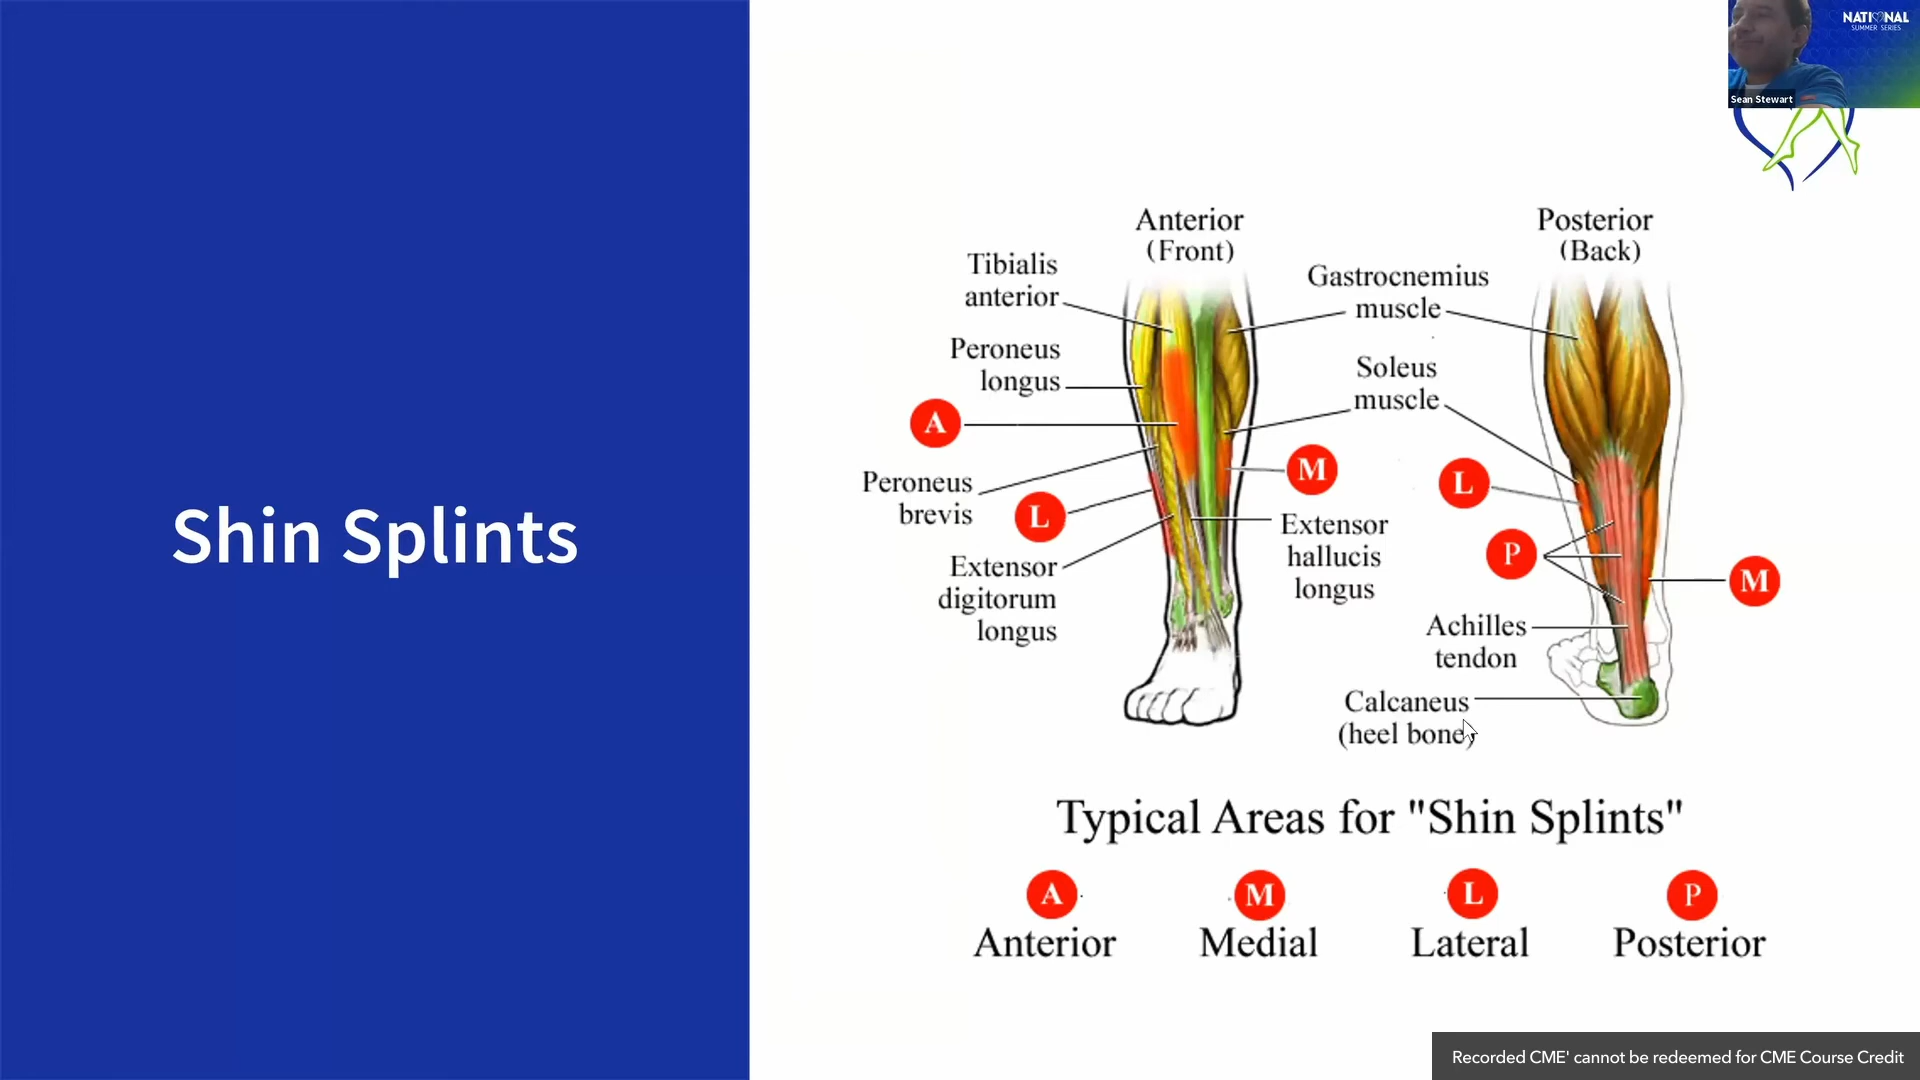 NATIONAL
SUMMER SERIES
Sean Stewart
Shin Splints
Anterior
(Front)
Posterior
(Back)
Tibialis
anterior
Gastrocnemius
muscle
Peroneus
longus
Soleus
muscle
A
M
L
Peroneus
brevis
L
Extensor
hallucis
longus
P
M
Extensor
digitorum
longus
Achilles
tendon
Calcaneus
(heel bone)
Typical Areas for "Shin Splints"
A
M
L
P
Anterior
Medial
Lateral
Posterior
Recorded CME' cannot be redeemed for CME Course Credit